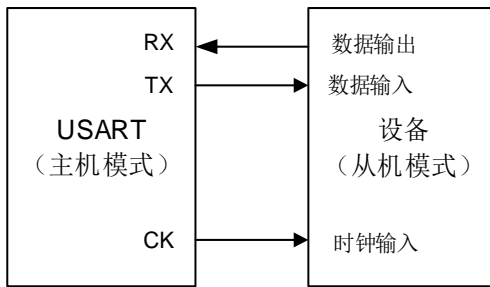 RX
数据输出
TX
数据输入
USART
（主机模式）
设备
（从机模式）
CK
时钟输入